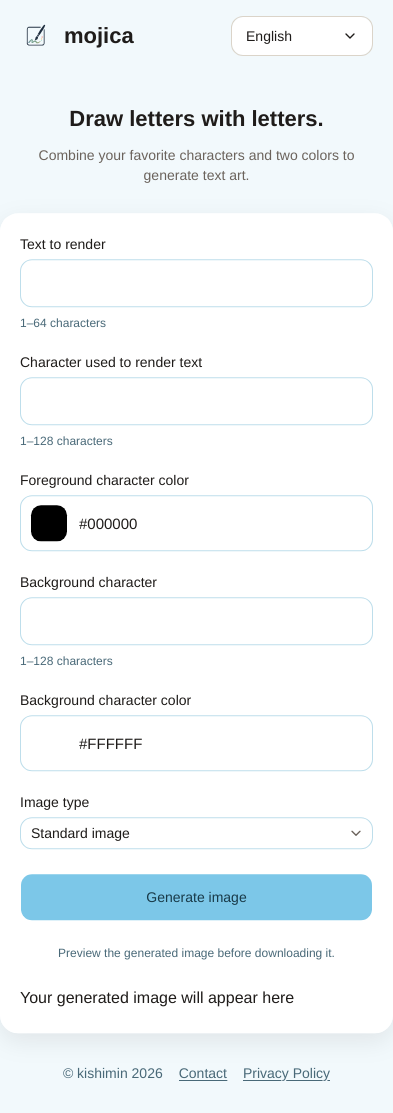 mojica
English
Draw letters with letters.
Combine your favorite characters and two colors to
generate text art.
Text to render
1–64 characters
Character used to render text
1–128 characters
Foreground character color
#000000
Background character
1–128 characters
Background character color
#FFFFFF
Image type
Standard image
Generate image
Preview the generated image before downloading it.
Your generated image will appear here
© kishimin 2026 Contact Privacy Policy